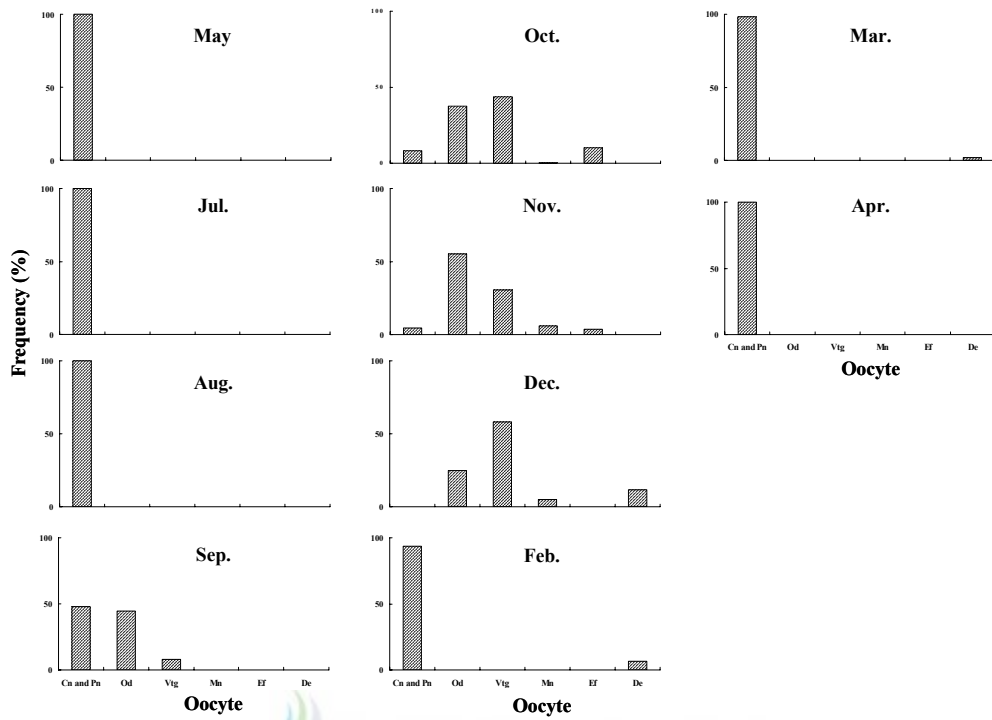 100
50
0
May
100
50
0
Oct.
100
50
0
Mar.
100
50
0
Jul.
100
50
0
Nov.
100
50
0
Apr.
Cn and Pn Od Vtg Mn Ef De
Oocyte
Frequency (%)
100
50
0
Aug.
100
50
0
Dec.
100
50
0
Sep.
Cn and Pn Od Vtg Mn Ef De
Oocyte
100
50
0
Feb.
Cn and Pn Od Vtg Mn Ef De
Oocyte